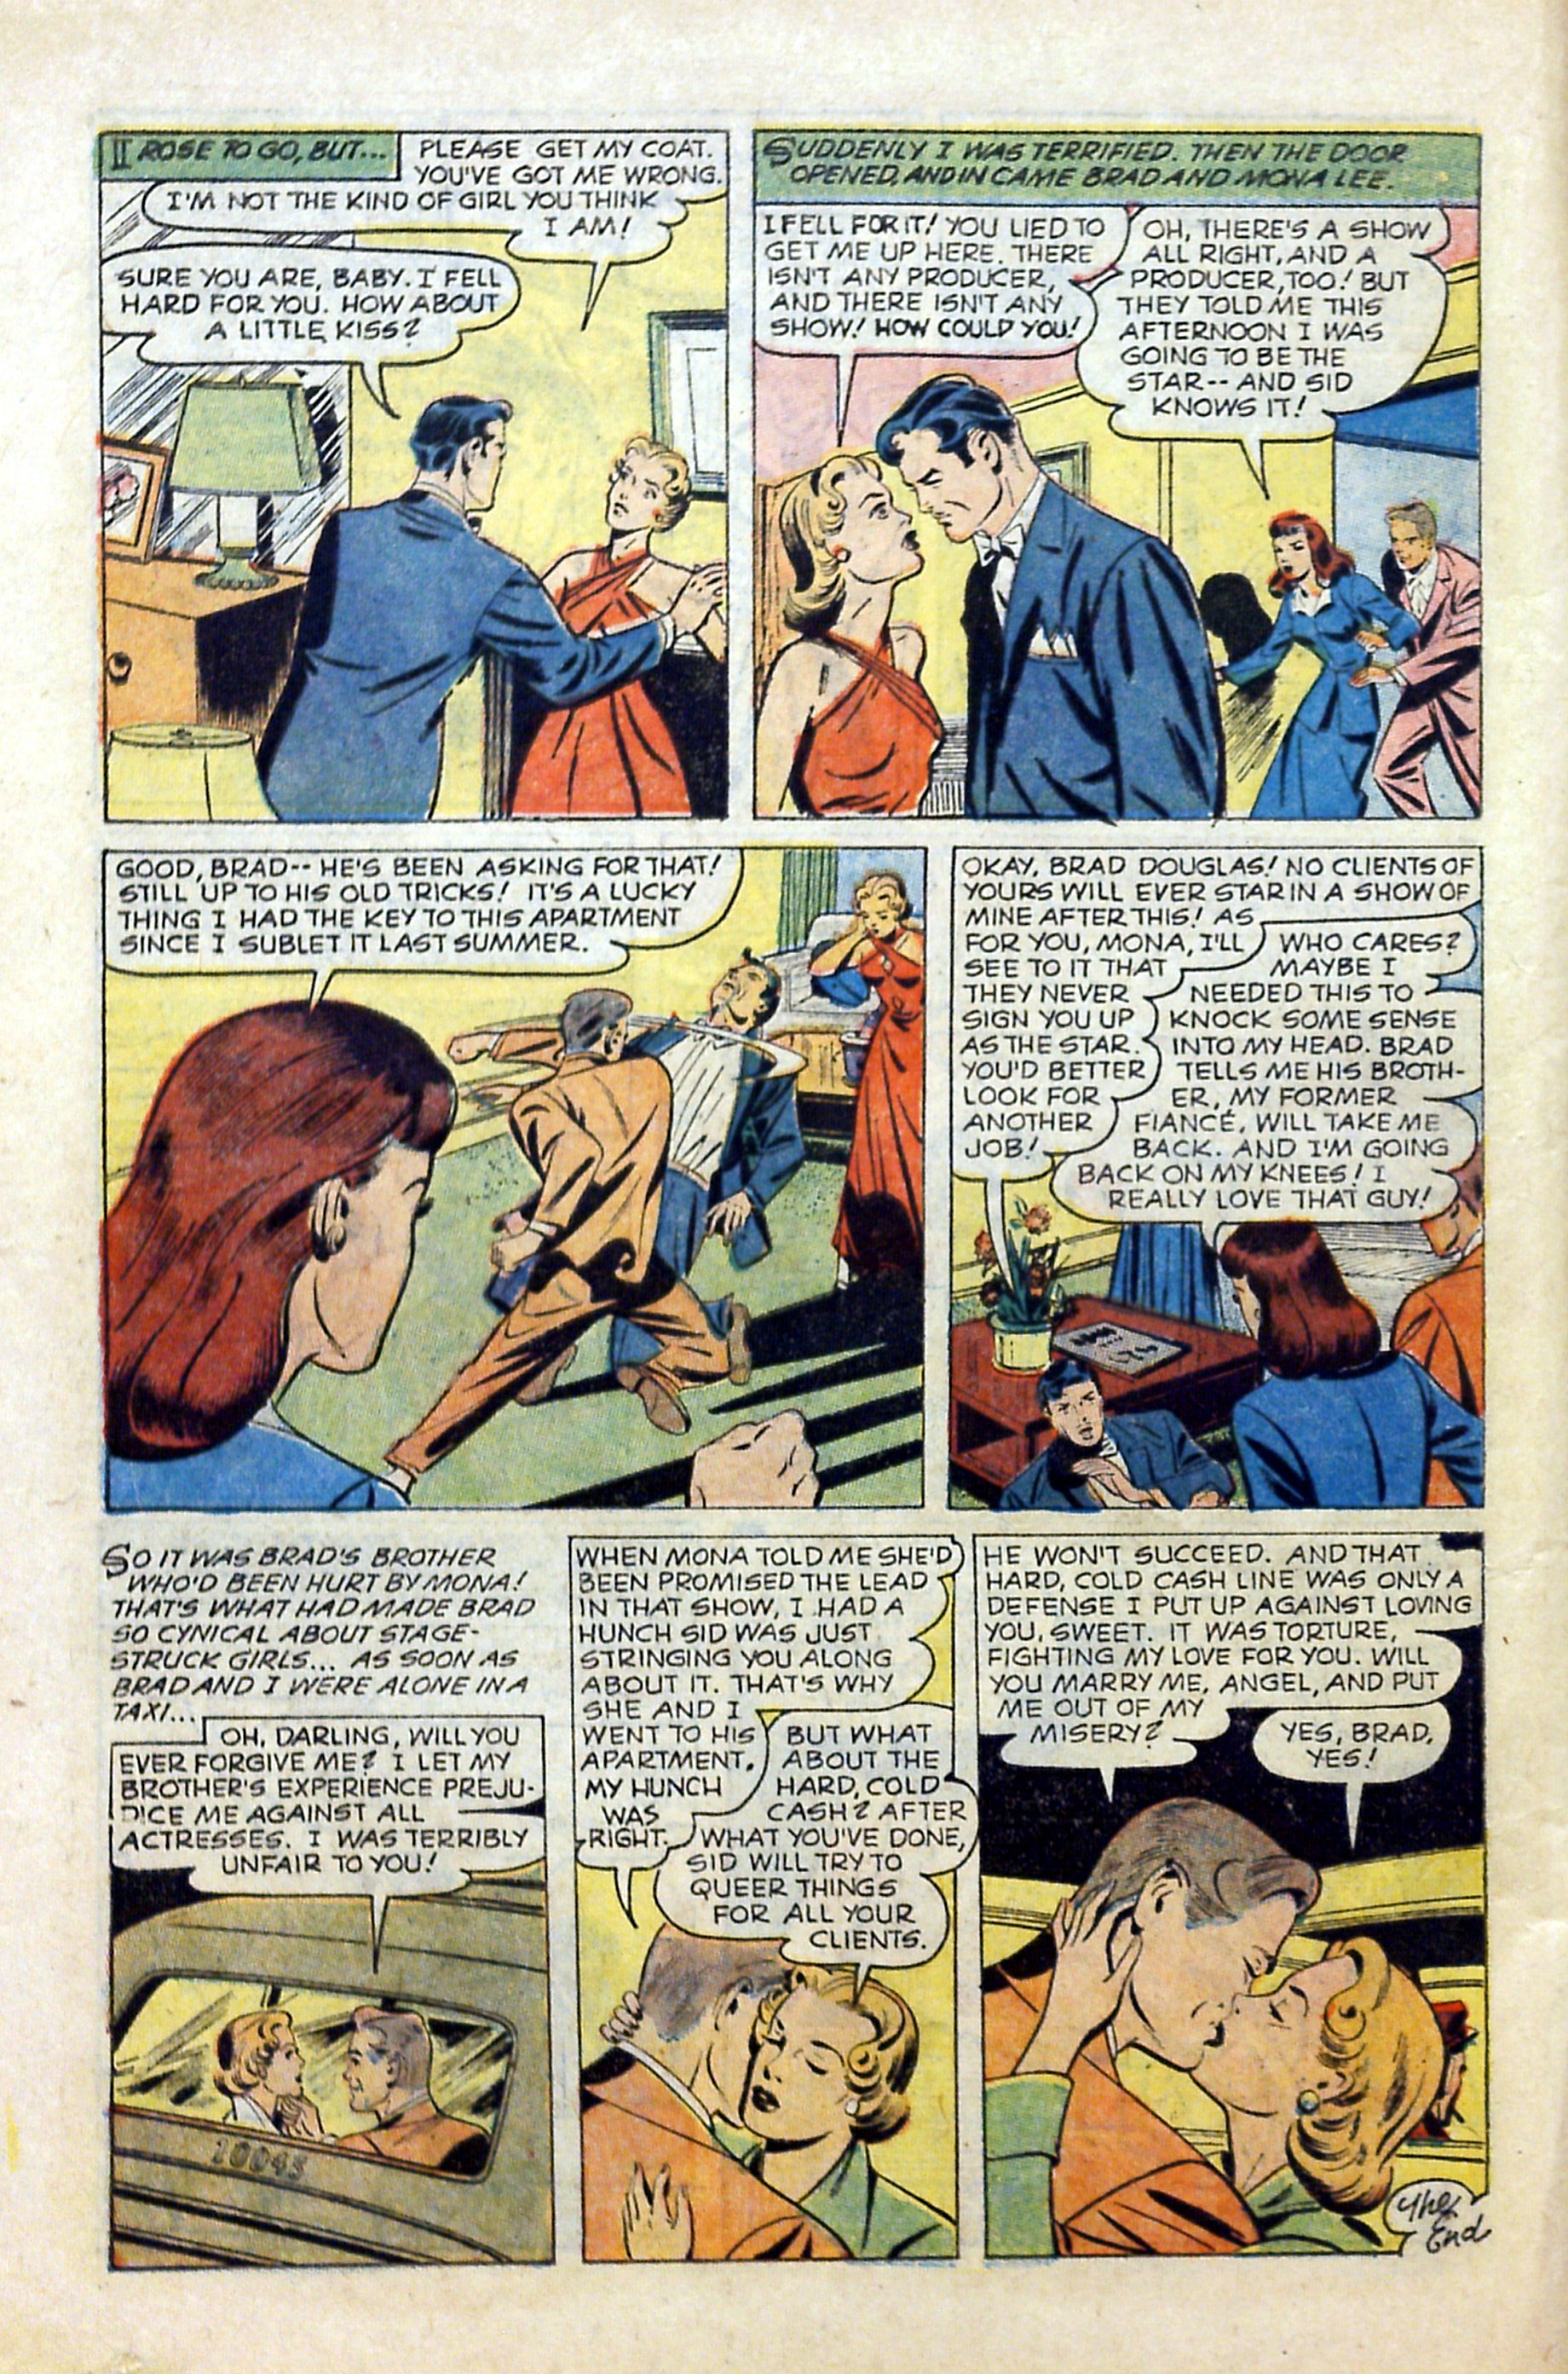 I ROSE TO GO, BUT...
PLEASE GET MY COAT.
YOU'VE GOT ME WRONG.
I'M NOT THE KIND OF GIRL YOU THINK
I AM!
SURE YOU ARE, BABY. I FELL
HARD FOR YOU. HOW ABOUT
A LITTLE KISS?
SUDDENLY I WAS TERRIFIED. THEN THE DOOR
OPENED, AND IN CAME BRAD AND MONA LEE.
I FELL FOR IT! YOU LIED TO
GET ME UP HERE. THERE
ISN'T ANY PRODUCER,
AND THERE ISN'T ANY
SHOW! HOW COULD YOU!
OH, THERE'S A SHOW
ALL RIGHT, AND A
PRODUCER, TOO! BUT
THEY TOLD ME THIS
AFTERNOON I WAS
GOING TO BE THE
STAR-- AND SID
KNOWS IT!
GOOD, BRAD-- HE'S BEEN ASKING FOR THAT!
STILL UP TO HIS OLD TRICKS! IT'S A LUCKY
THING I HAD THE KEY TO THIS APARTMENT
SINCE I SUBLET IT LAST SUMMER.
OKAY, BRAD DOUGLAS! NO CLIENTS OF
YOURS WILL EVER STAR IN A SHOW OF
MINE AFTER THIS! AS
FOR YOU, MONA, I'LL
SEE TO IT THAT
THEY NEVER
SIGN YOU UP
AS THE STAR.
YOU'D BETTER
LOOK FOR
ANOTHER
JOB!
WHO CARES?
MAYBE I
NEEDED THIS TO
KNOCK SOME SENSE
INTO MY HEAD. BRAD
TELLS ME HIS BROTH-
ER, MY FORMER
FIANCÉ, WILL TAKE ME
BACK. AND I'M GOING
BACK ON MY KNEES! I
REALLY LOVE THAT GUY!
SO IT WAS BRAD'S BROTHER
WHO'D BEEN HURT BY MONA!
THAT'S WHAT HAD MADE BRAD
SO CYNICAL ABOUT STAGE-
STRUCK GIRLS... AS SOON AS
BRAD AND I WERE ALONE IN A
TAXI...
OH, DARLING, WILL YOU
EVER FORGIVE ME? I LET MY
BROTHER'S EXPERIENCE PREJU-
DICE ME AGAINST ALL
ACTRESSES. I WAS TERRIBLY
UNFAIR TO YOU!
10043
WHEN MONA TOLD ME SHE'D
BEEN PROMISED THE LEAD
IN THAT SHOW, I HAD A
HUNCH SID WAS JUST
STRINGING YOU ALONG
ABOUT IT. THAT'S WHY
SHE AND I
WENT TO HIS
APARTMENT.
MY HUNCH
WAS
RIGHT.
BUT WHAT
ABOUT THE
HARD, COLD
CASH? AFTER
WHAT YOU'VE DONE,
SID WILL TRY TO
QUEER THINGS
FOR ALL YOUR
CLIENTS.
HE WON'T SUCCEED. AND THAT
HARD, COLD CASH LINE WAS ONLY A
DEFENSE I PUT UP AGAINST LOVING
YOU, SWEET. IT WAS TORTURE,
FIGHTING MY LOVE FOR YOU. WILL
YOU MARRY ME, ANGEL, AND PUT
ME OUT OF MY
MISERY?
YES, BRAD,
YES!
The
End